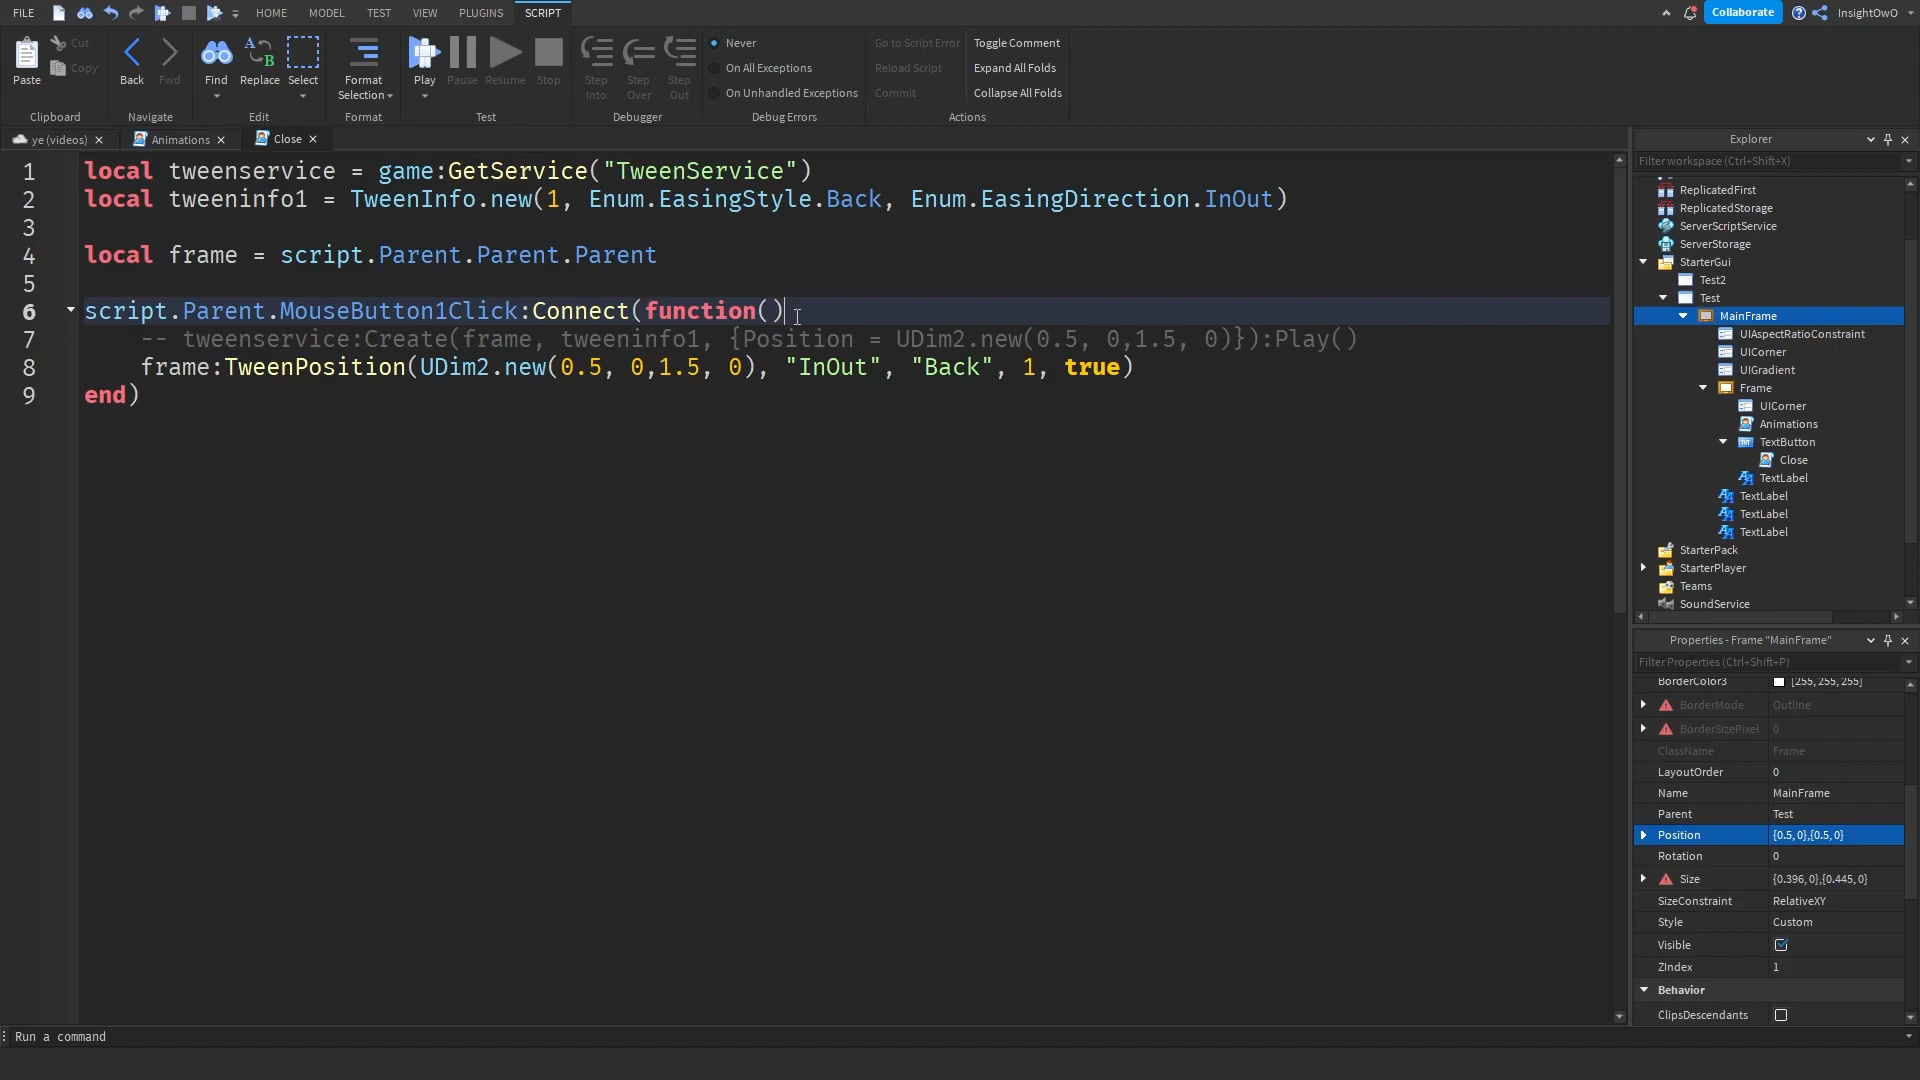 FILE HOME MODEL TEST VIEW PLUGINS SCRIPT Collaborate InsightOwO
Paste
Cut
Copy
Clipboard
Back
Fwd
Navigate
Find
Replace
Select
Edit
Format
Selection
Format
Play
Pause
Resume
Stop
Test
Step
Into
Step
Over
Step
Out
Debugger
Never
On All Exceptions
On Unhandled Exceptions
Debug Errors
Go to Script Error
Reload Script
Commit
Toggle Comment
Expand All Folds
Collapse All Folds
Actions
ye (videos)
Animations
Close
1 local tweenservice = game:GetService("TweenService")
2 local tweeninfo1 = TweenInfo.new(1, Enum.EasingStyle.Back, Enum.EasingDirection.InOut)
3
4 local frame = script.Parent.Parent.Parent
5
6 script.Parent.MouseButton1Click:Connect(function()
7 -- tweenservice:Create(frame, tweeninfo1, {Position = UDim2.new(0.5, 0,1.5, 0)}):Play()
8 frame:TweenPosition(UDim2.new(0.5, 0,1.5, 0), "InOut", "Back", 1, true)
9 end)
Explorer
Filter workspace (Ctrl+Shift+X)
ReplicatedFirst
ReplicatedStorage
ServerScriptService
ServerStorage
StarterGui
Test2
Test
MainFrame
UIAspectRatioConstraint
UICorner
UIGradient
Frame
UICorner
Animations
TextButton
Close
TextLabel
TextLabel
TextLabel
TextLabel
StarterPack
StarterPlayer
Teams
SoundService
Properties - Frame "MainFrame"
Filter Properties (Ctrl+Shift+P)
BorderColor3 [255, 255, 255]
BorderMode Outline
BorderSizePixel 0
ClassName Frame
LayoutOrder 0
Name MainFrame
Parent Test
Position {0.5, 0},{0.5, 0}
Rotation 0
Size {0.396, 0},{0.445, 0}
SizeConstraint RelativeXY
Style Custom
Visible
ZIndex 1
Behavior
ClipsDescendants
Run a command